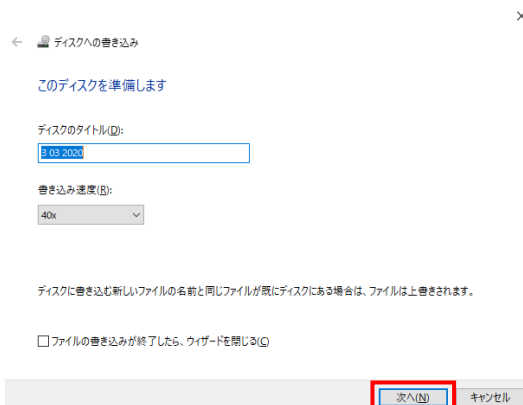 ディスクへの書き込み
このディスクを準備します
ディスクのタイトル(D):
3 03 2020
書き込み速度(R):
40x
ディスクに書き込む新しいファイルの名前と同じファイルが既にディスクにある場合は、ファイルは上書きされます。
ファイルの書き込みが終了したら、ウィザードを閉じる(C)
次へ(N) キャンセル